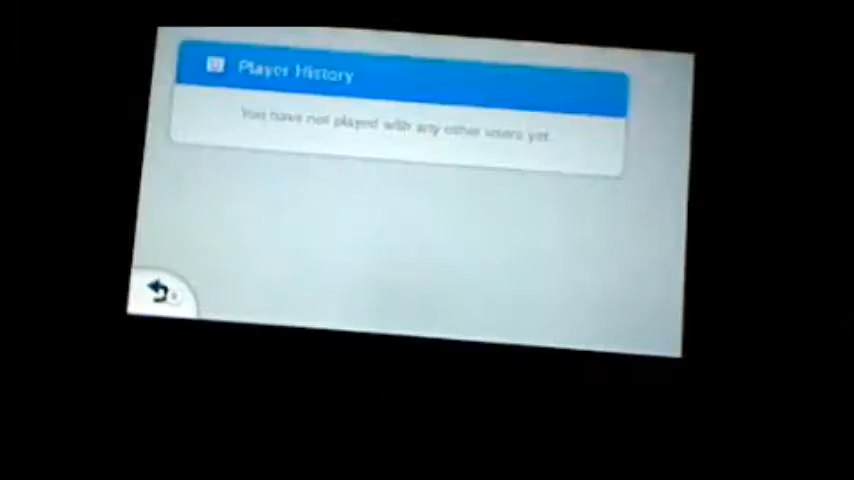 Player History
You have not played with any other users yet.